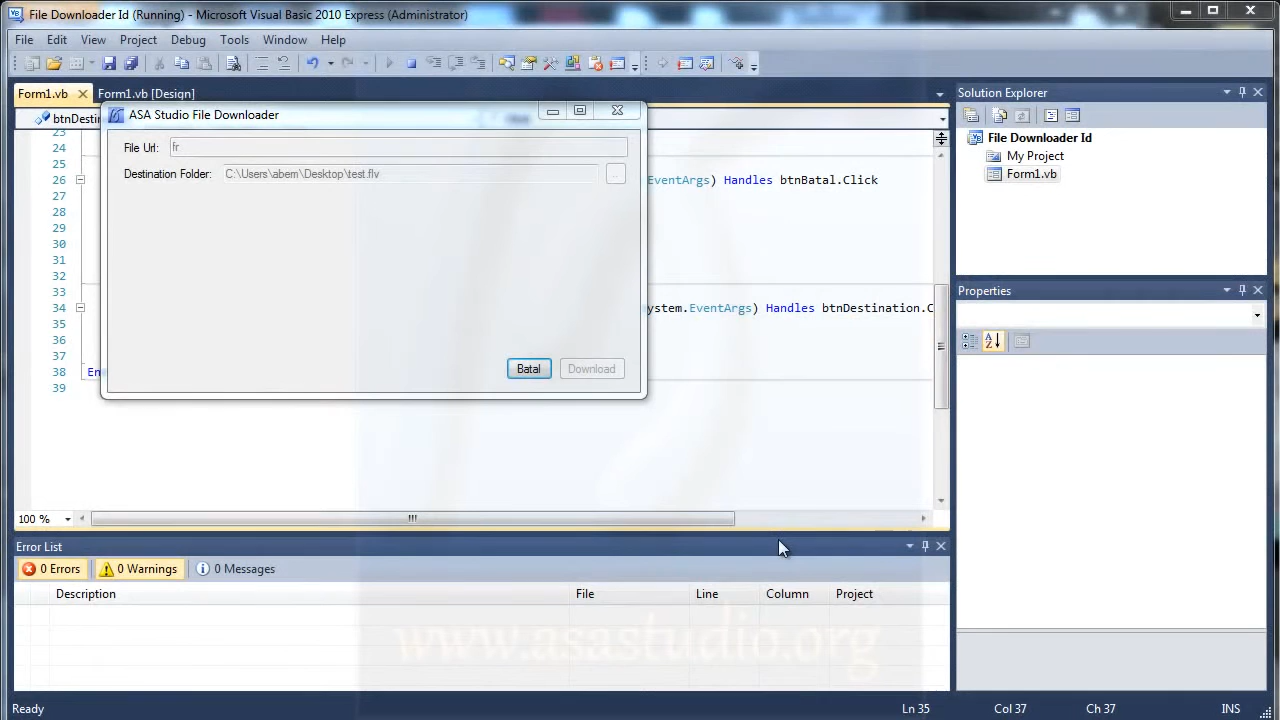 File Downloader Id (Running) - Microsoft Visual Basic 2010 Express (Administrator)
File Edit View Project Debug Tools Window Help
Form1.vb Form1.vb [Design]
ASA Studio File Downloader
File Url: fr
Destination Folder: C:\Users\abem\Desktop\test.flv ..
Batal Download
23
24
25
26 EventArgs) Handles btnBatal.Click
27
28
29
30
31
32
33
34 ystem.EventArgs) Handles btnDestination.C
35
36
37
38 En
39
100 %
Solution Explorer
File Downloader Id
My Project
Form1.vb
Properties
Error List
0 Errors 0 Warnings 0 Messages
Description File Line Column Project
www.asastudio.org
Ready Ln 35 Col 37 Ch 37 INS